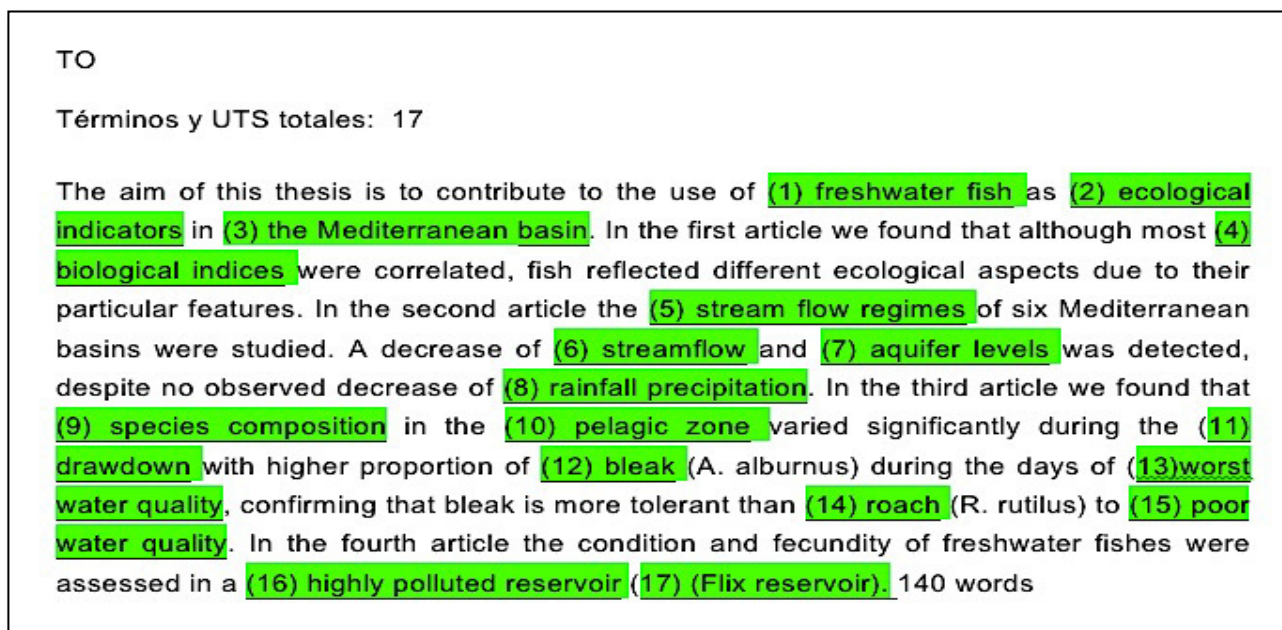 TO
Términos y UTS totales: 17
The aim of this thesis is to contribute to the use of (1) freshwater fish as (2) ecological
indicators in (3) the Mediterranean basin. In the first article we found that although most (4)
biological indices were correlated, fish reflected different ecological aspects due to their
particular features. In the second article the (5) stream flow regimes of six Mediterranean
basins were studied. A decrease of (6) streamflow and (7) aquifer levels was detected,
despite no observed decrease of (8) rainfall precipitation. In the third article we found that
(9) species composition in the (10) pelagic zone varied significantly during the (11)
drawdown with higher proportion of (12) bleak (A. alburnus) during the days of (13)worst
water quality, confirming that bleak is more tolerant than (14) roach (R. rutilus) to (15) poor
water quality. In the fourth article the condition and fecundity of freshwater fishes were
assessed in a (16) highly polluted reservoir (17) (Flix reservoir). 140 words